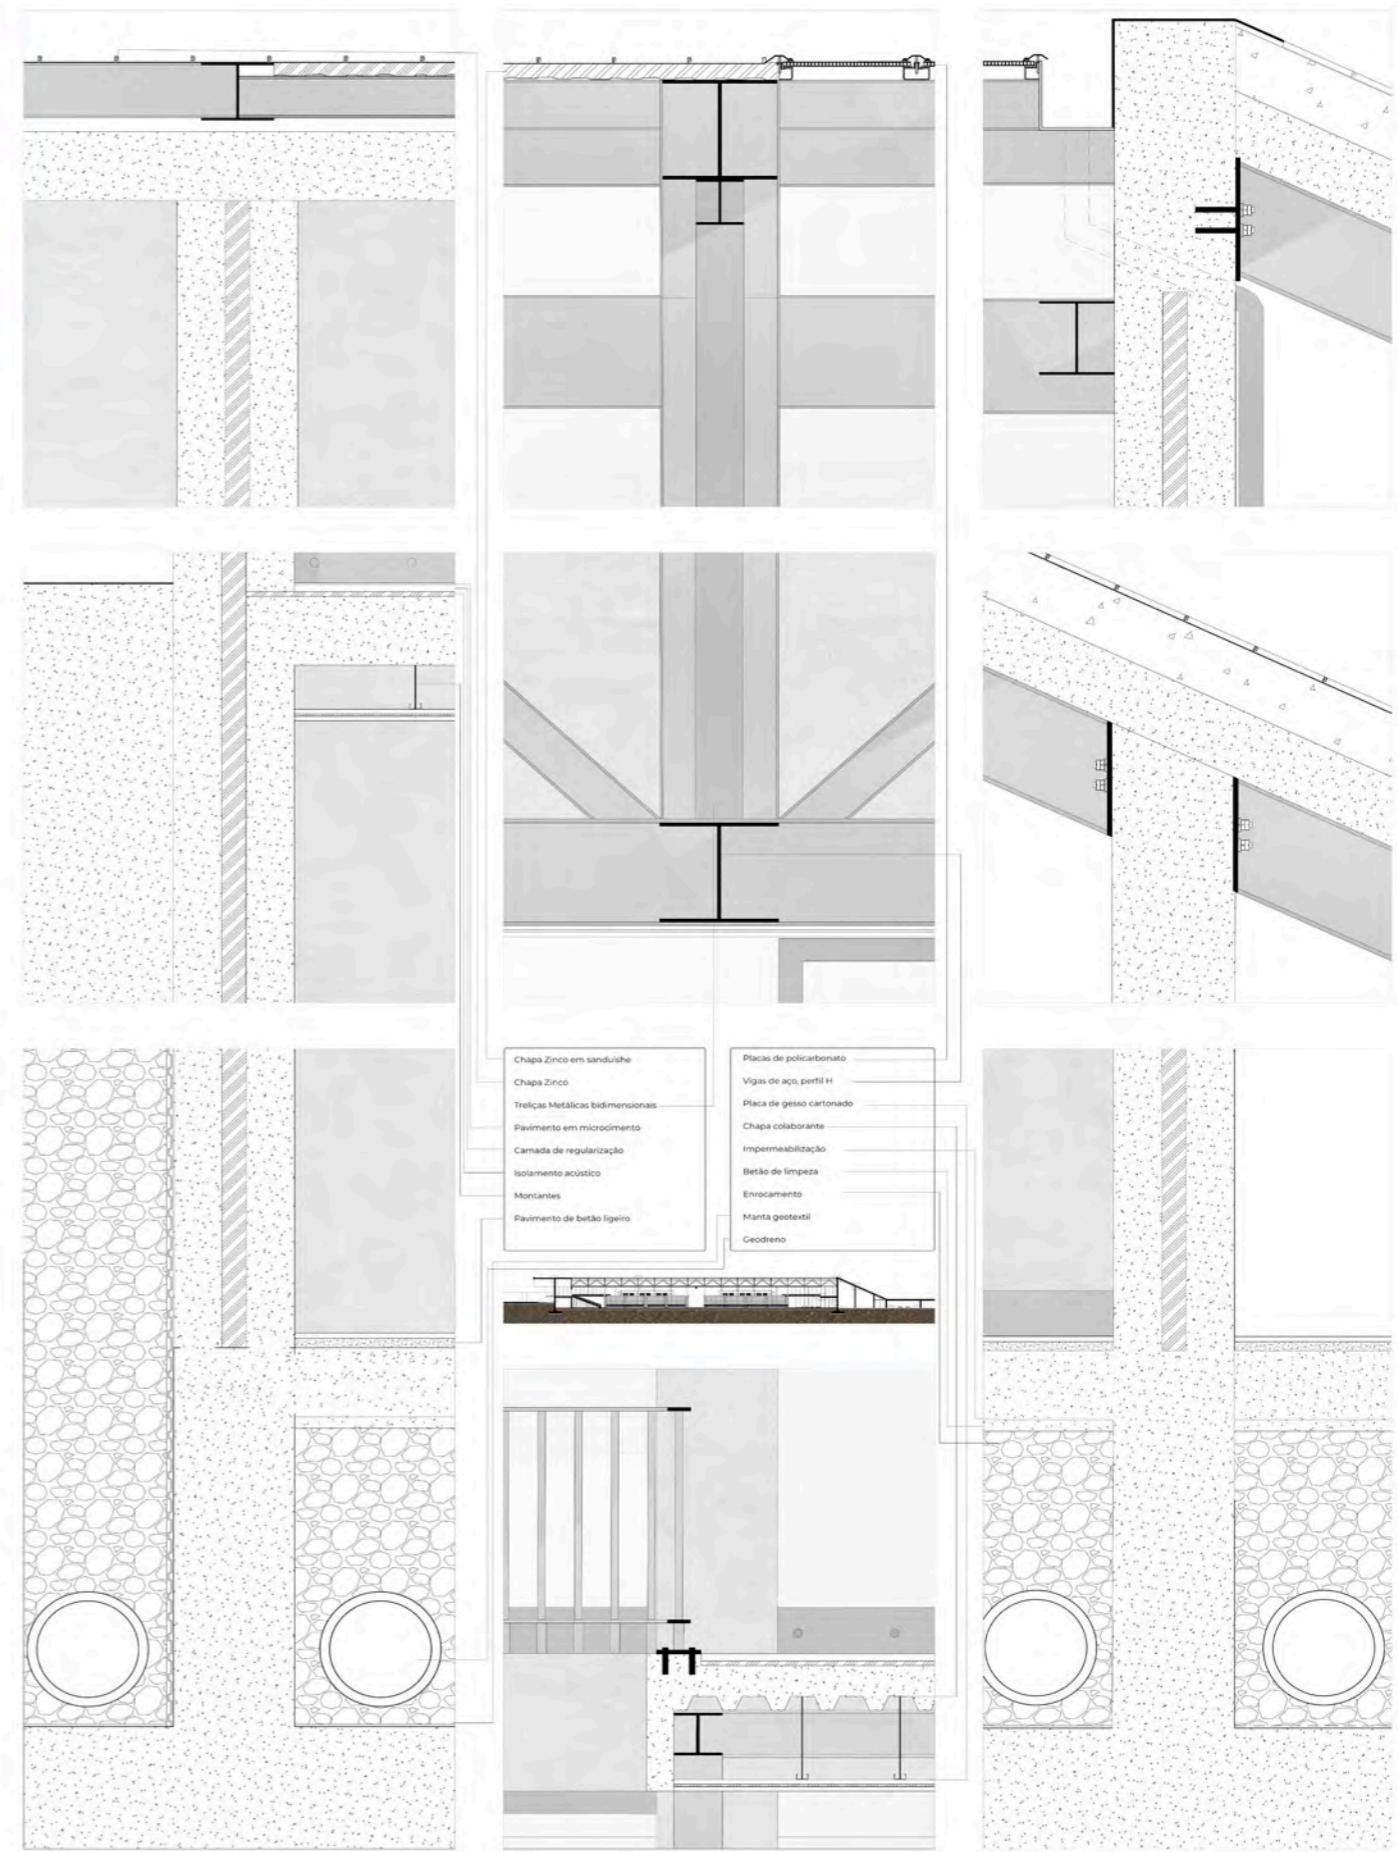 Chapa Zinco em sanduíshe
Chapa Zinco
Treliças Metálicas bidimensionais
Pavimento em microcimento
Camada de regularização
Isolamento acústico
Montantes
Pavimento de betão ligeiro
Placas de policarbonato
Vigas de aço, perfil H
Placa de gesso cartonado
Chapa colaborante
Impermeabilização
Betão de limpeza
Enrocamento
Manta geotextil
Geodreno